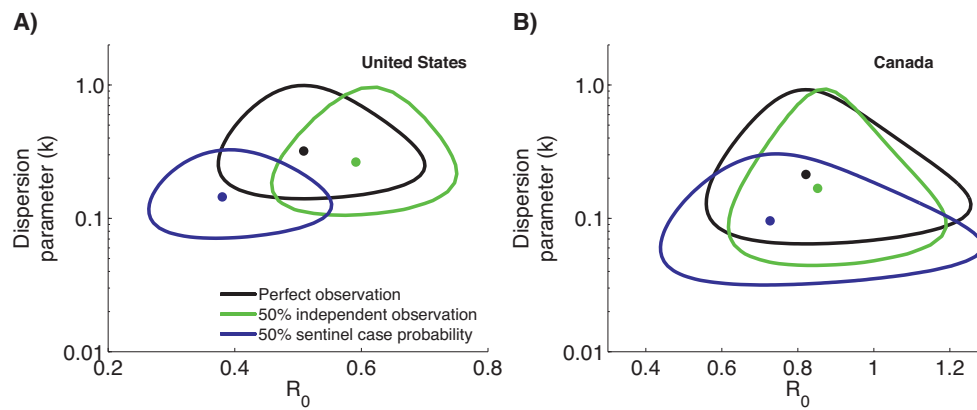 A)
United States
1.0
0.1
0.01
Dispersion
parameter (k)
Perfect observation
50% independent observation
50% sentinel case probability
0.2
0.4
0.6
0.8
R0
B)
Canada
1.0
0.1
0.01
Dispersion
parameter (k)
0.4
0.6
0.8
1
1.2
R0